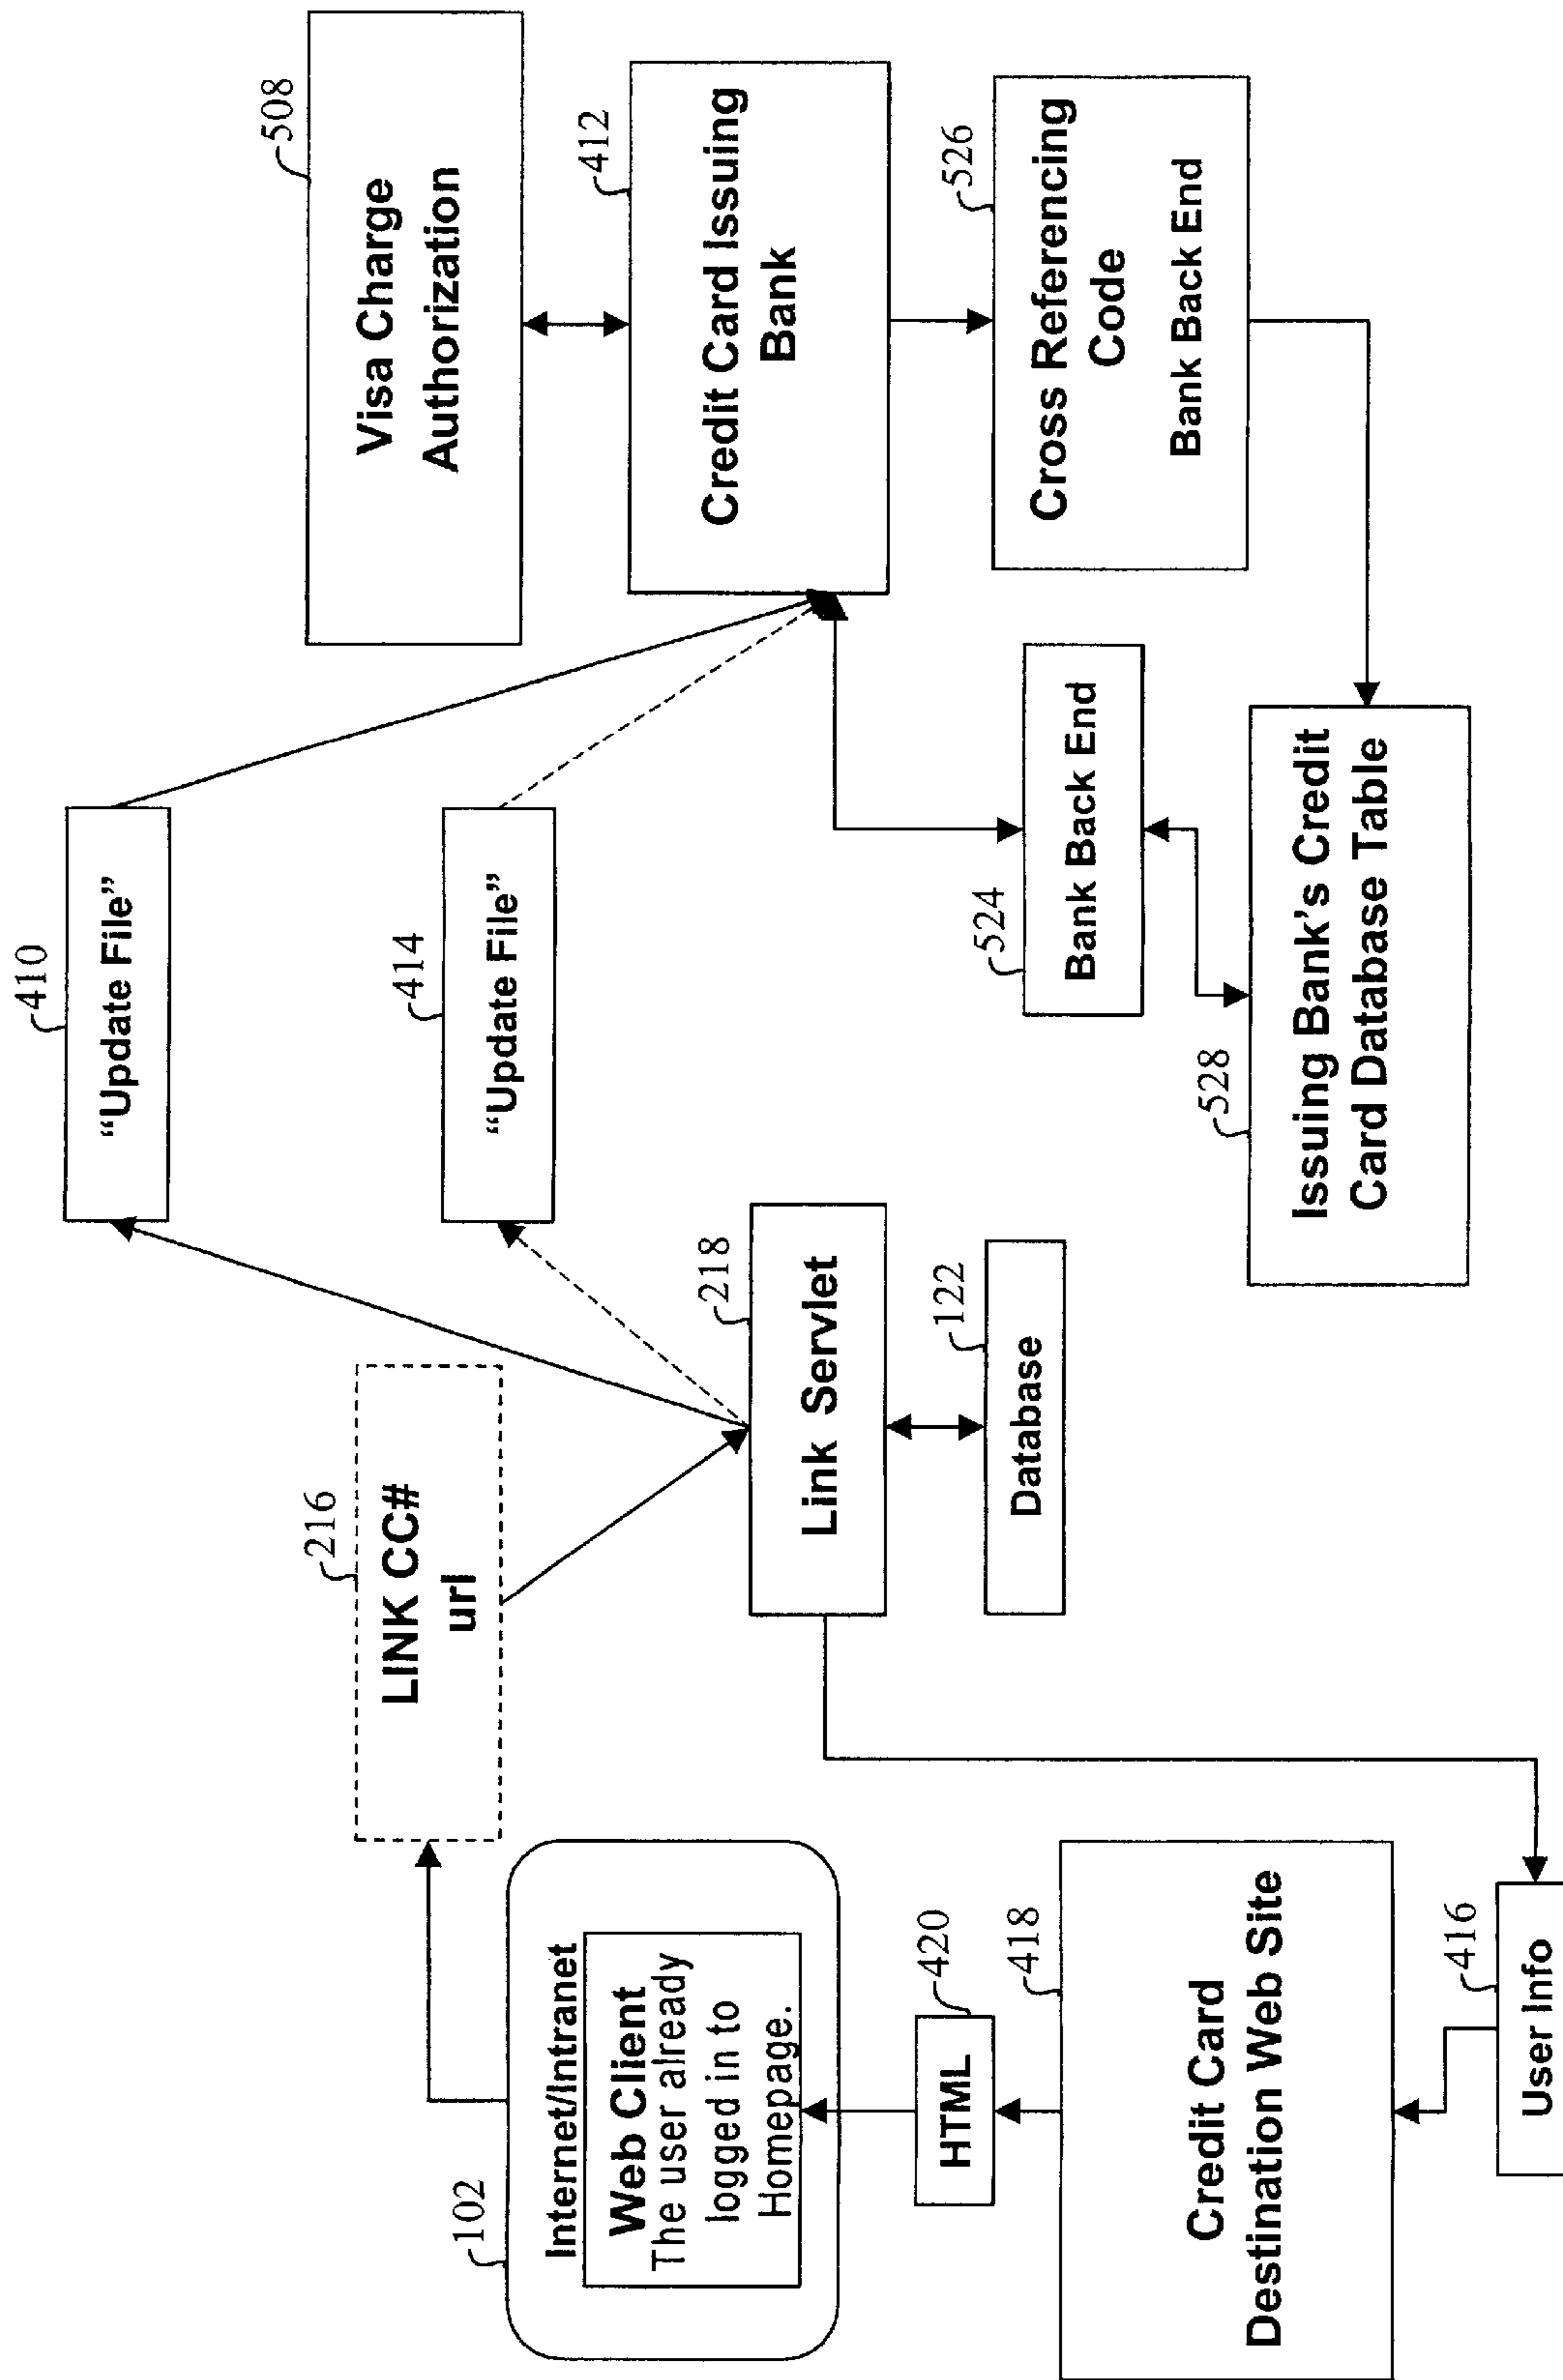 102
Internet/Intranet
Web Client
The user already
logged in to
Homepage.
420
HTML
418
Credit Card
Destination Web Site
416
User Info
216
LINK CC#
url
218
Link Servlet
122
Database
410
“Update File”
414
“Update File”
524
Bank Back End
528
Issuing Bank's Credit
Card Database Table
508
Visa Charge
Authorization
412
Credit Card Issuing
Bank
526
Cross Referencing
Code
Bank Back End